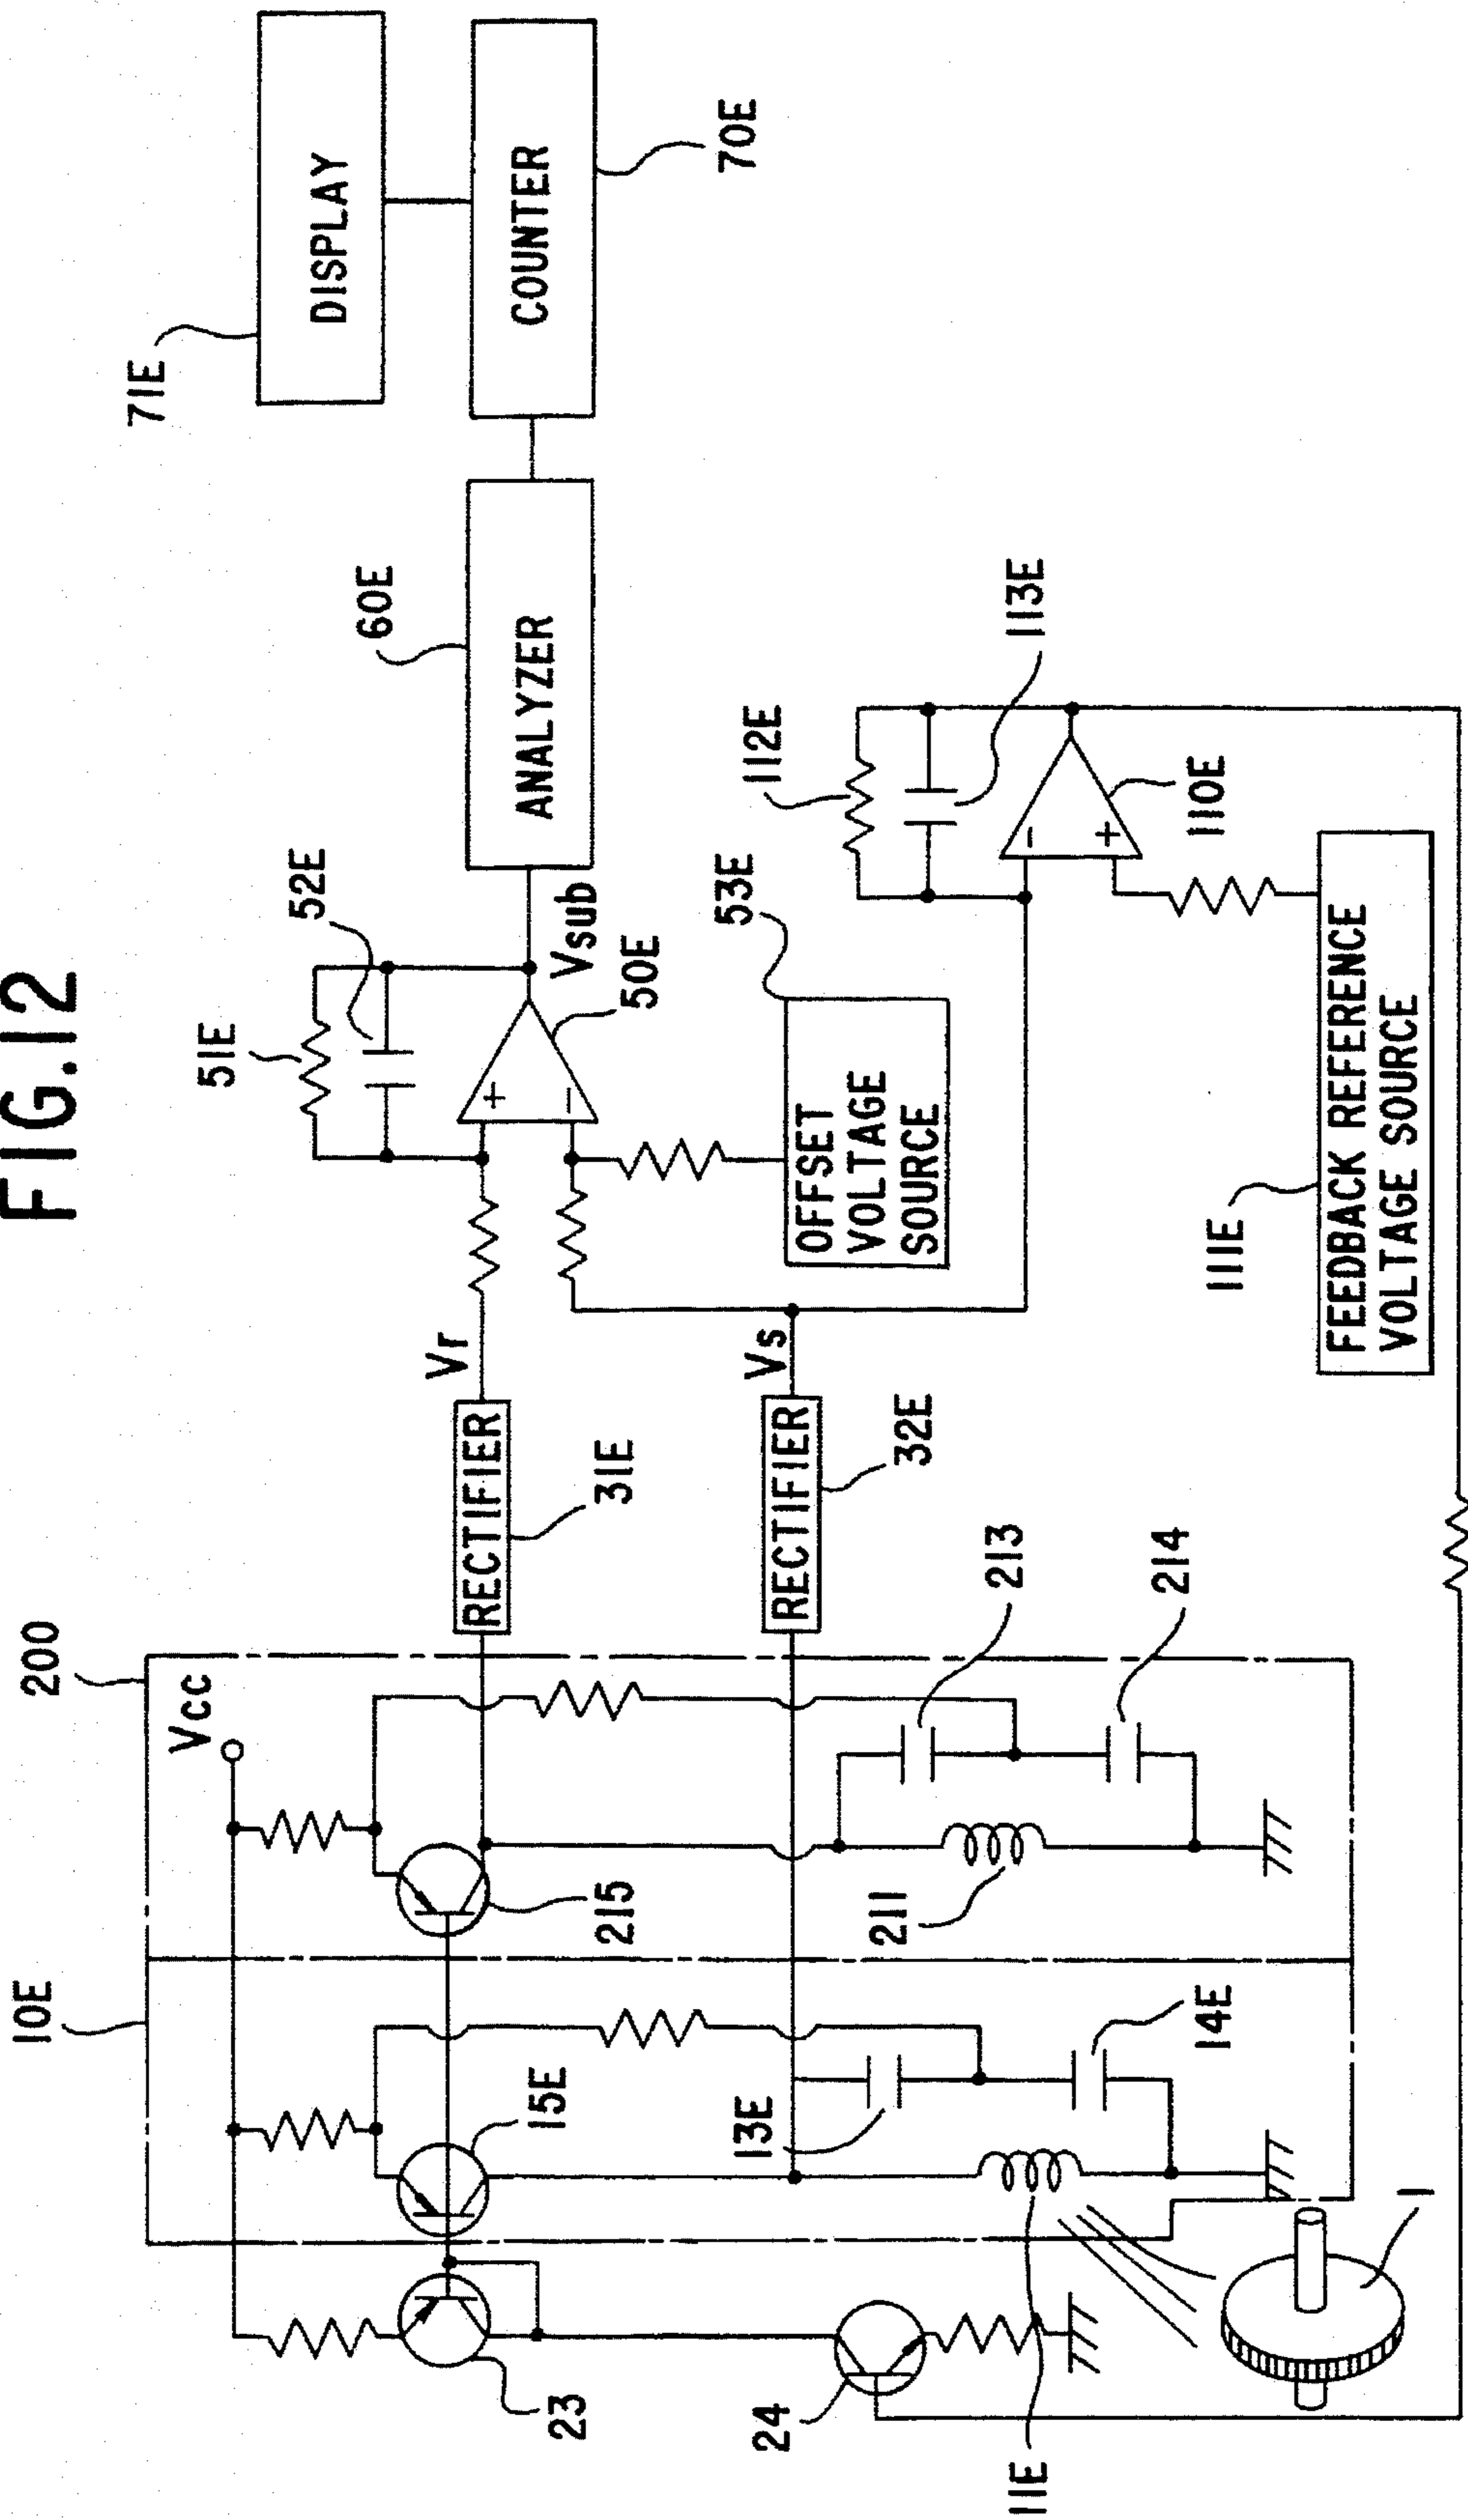 FIG.12
10E
200
Vcc
15E
215
23
24
11E
13E
14E
211
213
214
1
RECTIFIER
31E
RECTIFIER
32E
Vr
Vs
51E
52E
+
−
50E
Vsub
OFFSET
VOLTAGE
SOURCE
53E
ANALYZER
60E
COUNTER
70E
DISPLAY
71E
112E
113E
−
+
110E
FEEDBACK REFERENCE
VOLTAGE SOURCE
111E